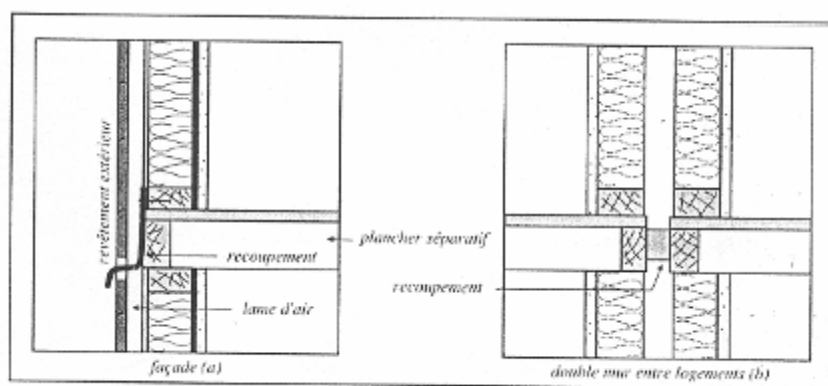 revêtement extérieur
plancher séparatif
recoupement
recoupement
lame d'air
façade (a)
double mur entre logements (b)